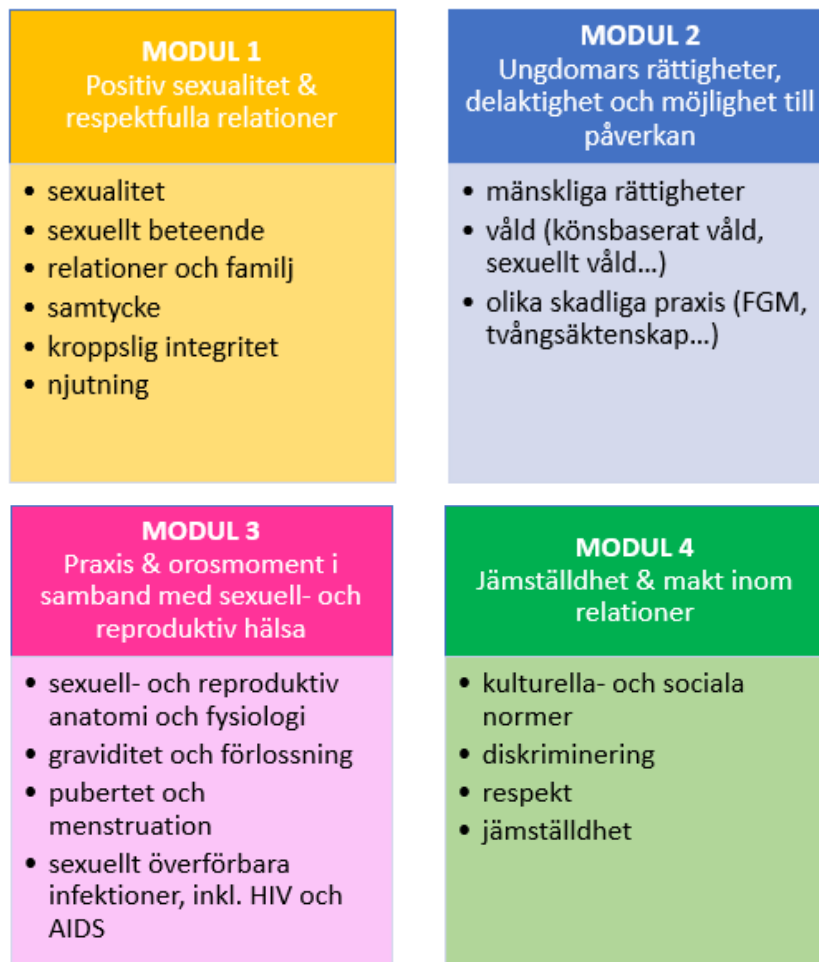 MODUL 1
Positiv sexualitet &
respektfulla relationer
• sexualitet
• sexuellt beteende
• relationer och familj
• samtycke
• kroppslig integritet
• njutning
MODUL 2
Ungdomars rättigheter,
delaktighet och möjlighet till
påverkan
• mänskliga rättigheter
• våld (könsbaserat våld,
sexuellt våld...)
• olika skadliga praxis (FGM,
tvångsäktenskap...)
MODUL 3
Praxis & orosmoment i
samband med sexuell- och
reproduktiv hälsa
• sexuell- och reproduktiv
anatomi och fysiologi
• graviditet och förlossning
• pubertet och
menstruation
• sexuellt överförbara
infektioner, inkl. HIV och
AIDS
MODUL 4
Jämställdhet & makt inom
relationer
• kulturella- och sociala
normer
• diskriminering
• respekt
• jämställdhet